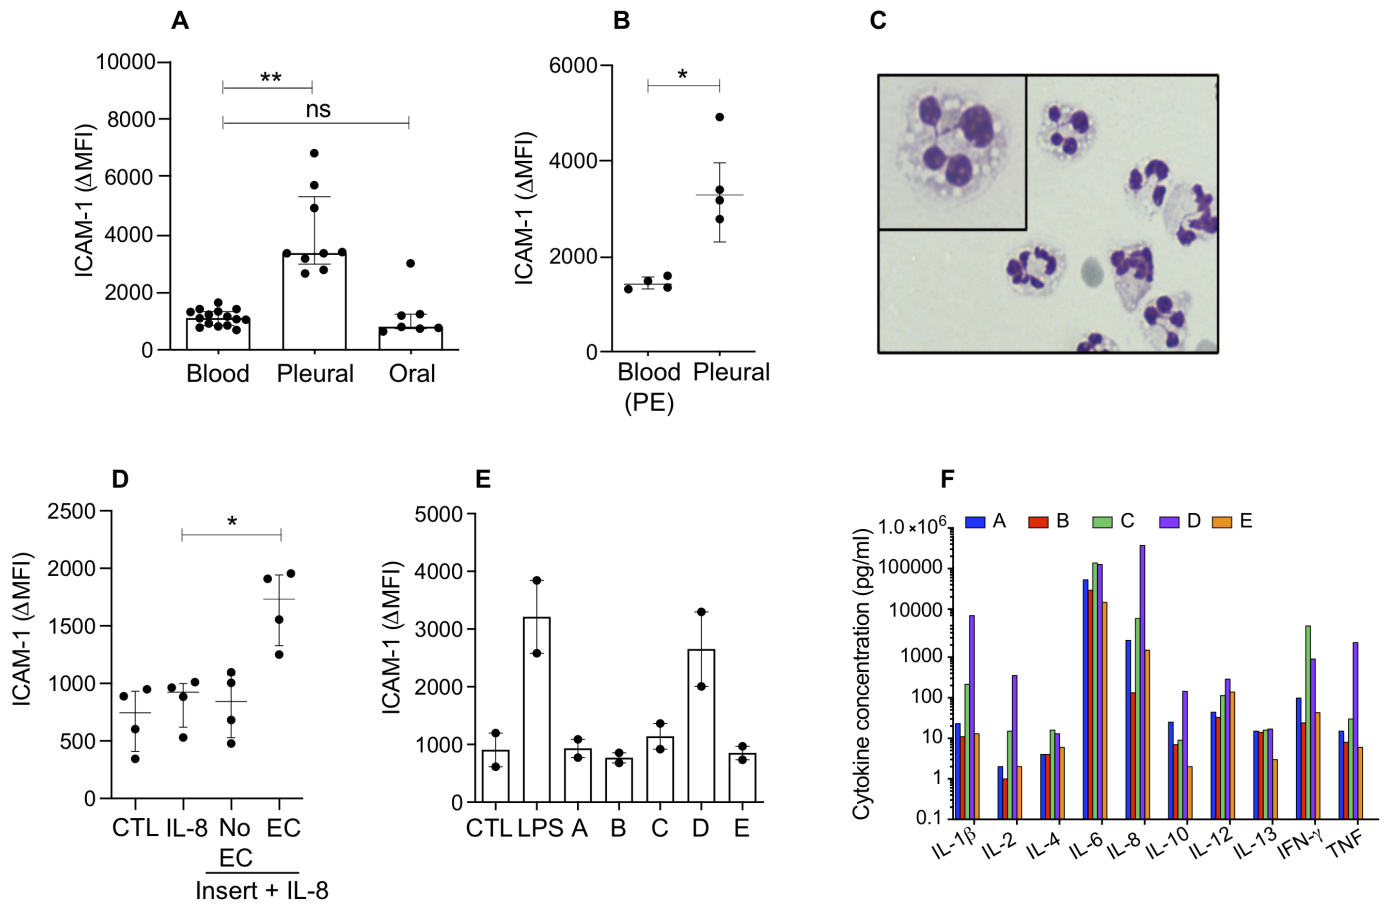 A
10000
8000
6000
4000
2000
0
ICAM-1 (ΔMFI)
**
ns
Blood Pleural Oral
B
6000
4000
2000
0
ICAM-1 (ΔMFI)
*
Blood Pleural
(PE)
C
D
2500
2000
1500
1000
500
0
ICAM-1 (ΔMFI)
*
CTL IL-8 No EC
EC
Insert + IL-8
E
5000
4000
3000
2000
1000
0
ICAM-1 (ΔMFI)
CTL LPS A B C D E
F
A B C D E
1.0×10⁶
100000
10000
1000
100
10
1
0.1
Cytokine concentration (pg/ml)
IL-1β IL-2 IL-4 IL-6 IL-8 IL-10 IL-12 IL-13 IFN-γ TNF